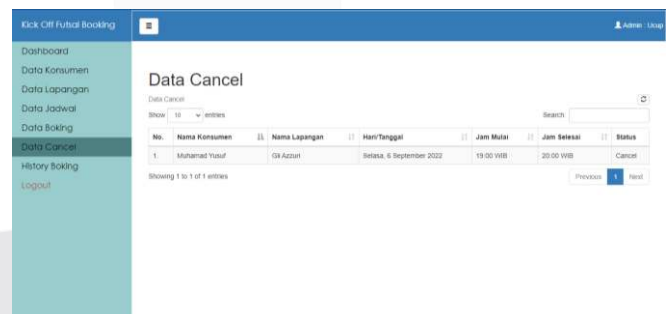 Kick Off Futsal Booking
Admin : Ucup
Dashboard
Data Konsumen
Data Lapangan
Data Jadwal
Data Boking
Data Cancel
History Boking
Logout
Data Cancel
Data Cancel
Show 10 entries
Search
No. Nama Konsumen Nama Lapangan Hari/Tanggal Jam Mulai Jam Selesai Status
1. Muhamad Yusuf Gli Azzuri Selasa, 6 September 2022 19:00 WIB 20:00 WIB Cancel
Showing 1 to 1 of 1 entries
Previous 1 Next